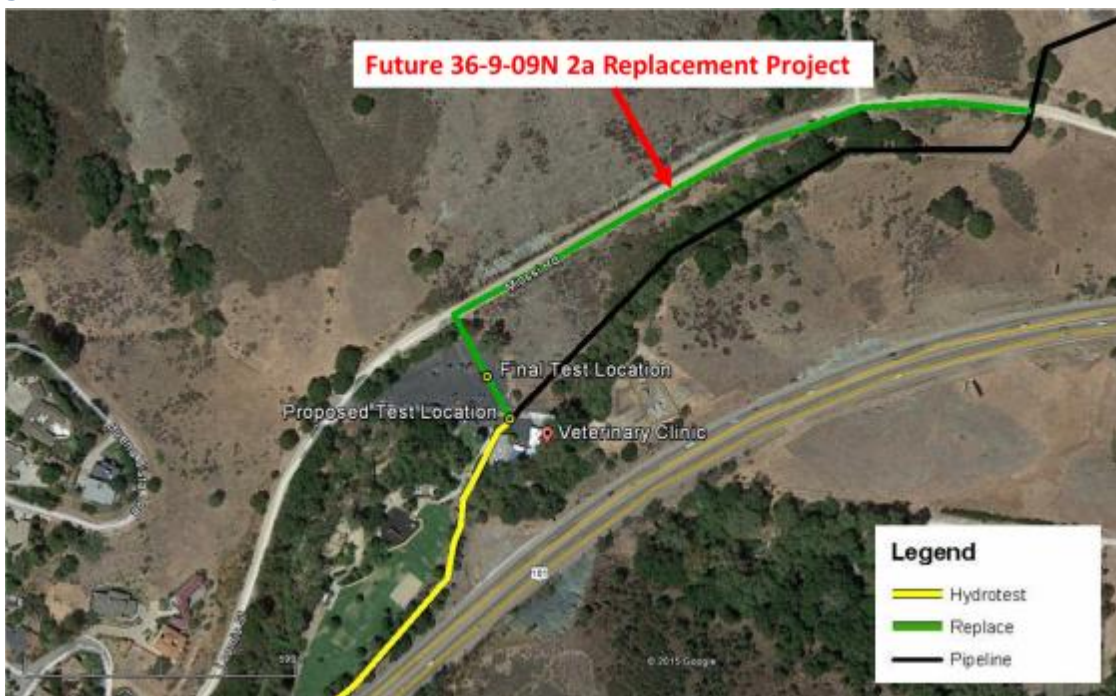 Future 36-9-09N 2a Replacement Project
Final Test Location
Proposed Test Location
Veterinary Clinic
101
© 2015 Google
Legend
Hydrotest
Replace
Pipeline